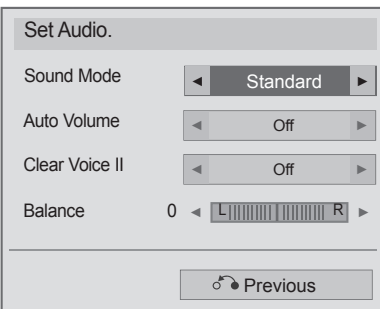 Set Audio.
Sound Mode ◄ Standard ►
Auto Volume ◄ Off ►
Clear Voice II ◄ Off ►
Balance 0 ◄ L R ►
Previous